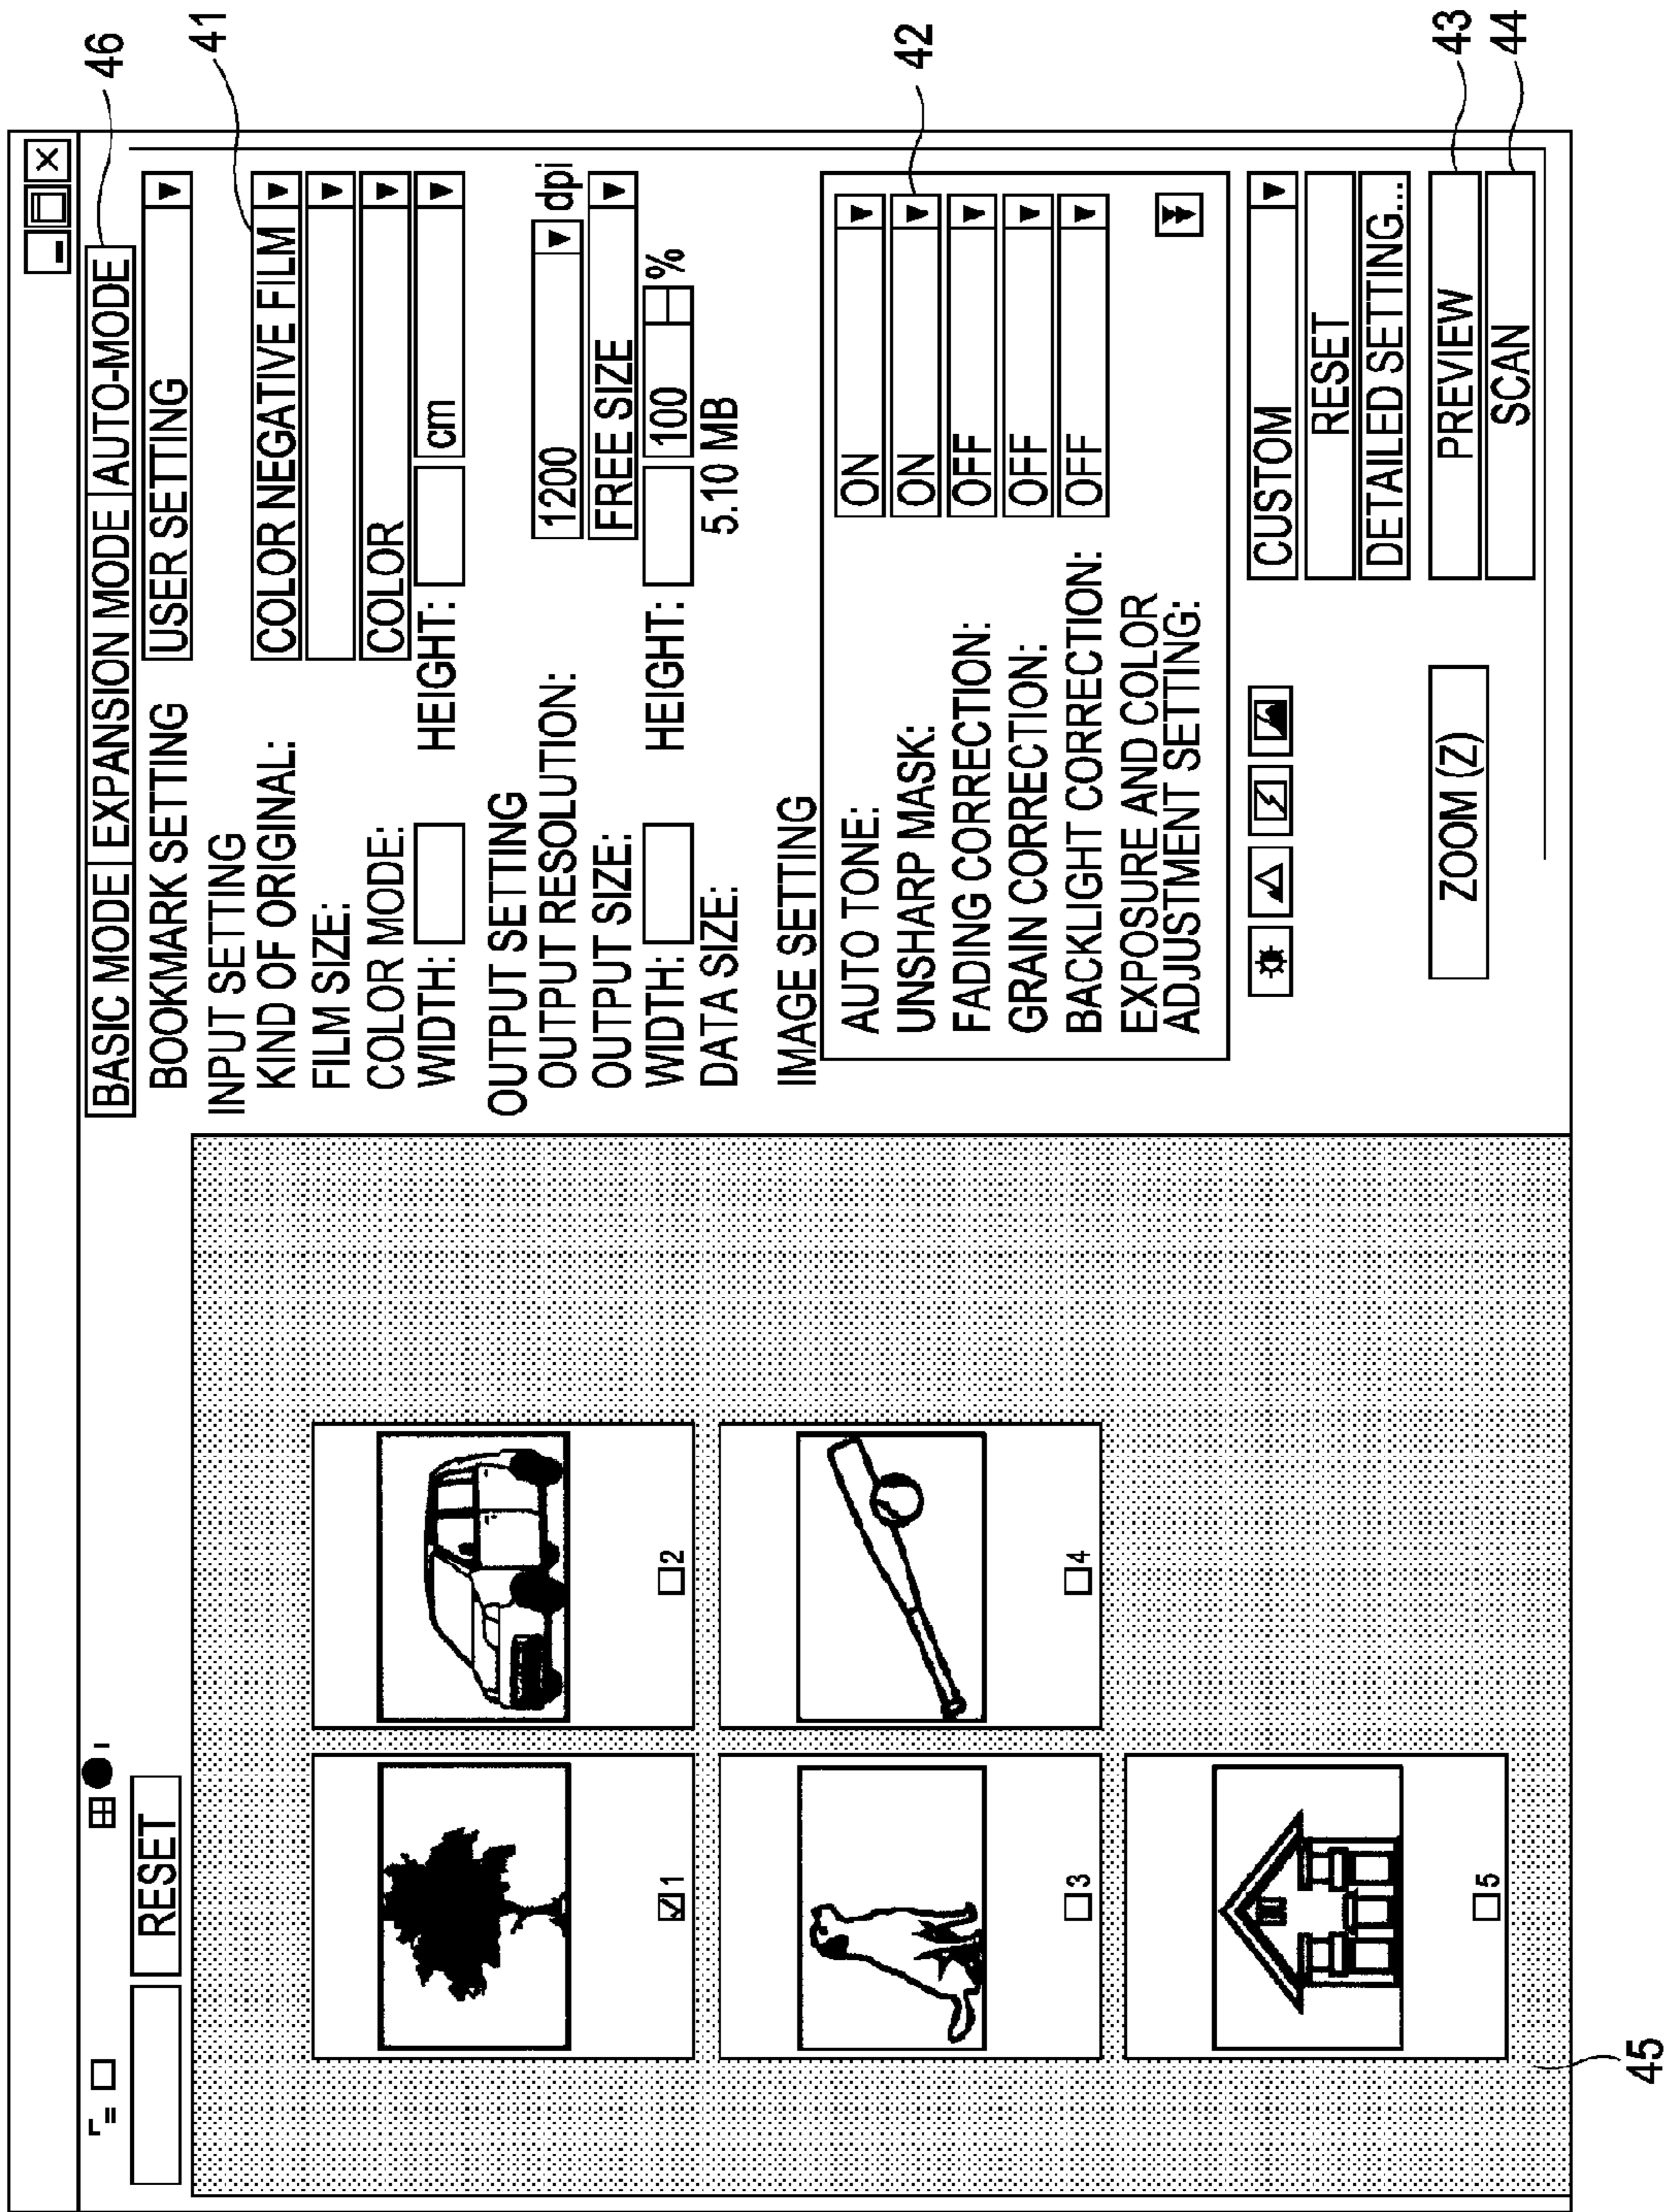 BASIC MODE EXPANSION MODE AUTO-MODE
46
RESET
BOOKMARK SETTING USER SETTING
INPUT SETTING
KIND OF ORIGINAL: COLOR NEGATIVE FILM
41
FILM SIZE:
COLOR MODE: COLOR
WIDTH: HEIGHT: cm
OUTPUT SETTING
OUTPUT RESOLUTION: 1200 dpi
OUTPUT SIZE: FREE SIZE
WIDTH: HEIGHT: 100 %
DATA SIZE: 5.10 MB
IMAGE SETTING
AUTO TONE: ON
UNSHARP MASK: ON
42
FADING CORRECTION: OFF
GRAIN CORRECTION: OFF
BACKLIGHT CORRECTION: OFF
EXPOSURE AND COLOR
ADJUSTMENT SETTING:
CUSTOM
RESET
DETAILED SETTING...
ZOOM (Z)
PREVIEW
43
SCAN
44
1
2
3
4
5
45